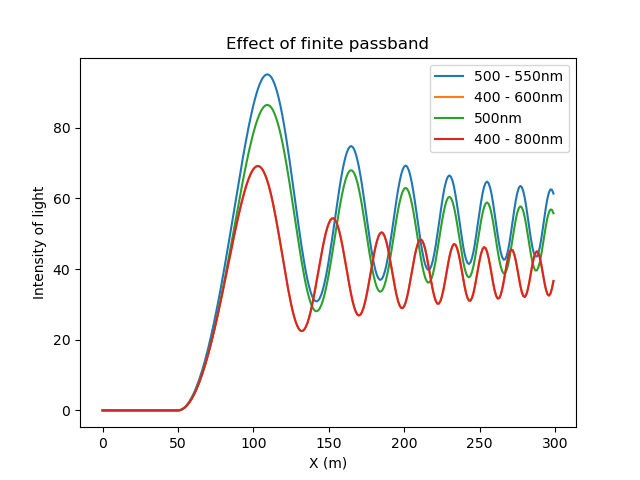 Effect of finite passband
500 - 550nm
400 - 600nm
500nm
400 - 800nm
Intensity of light
80
60
40
20
0
0 50 100 150 200 250 300
X (m)